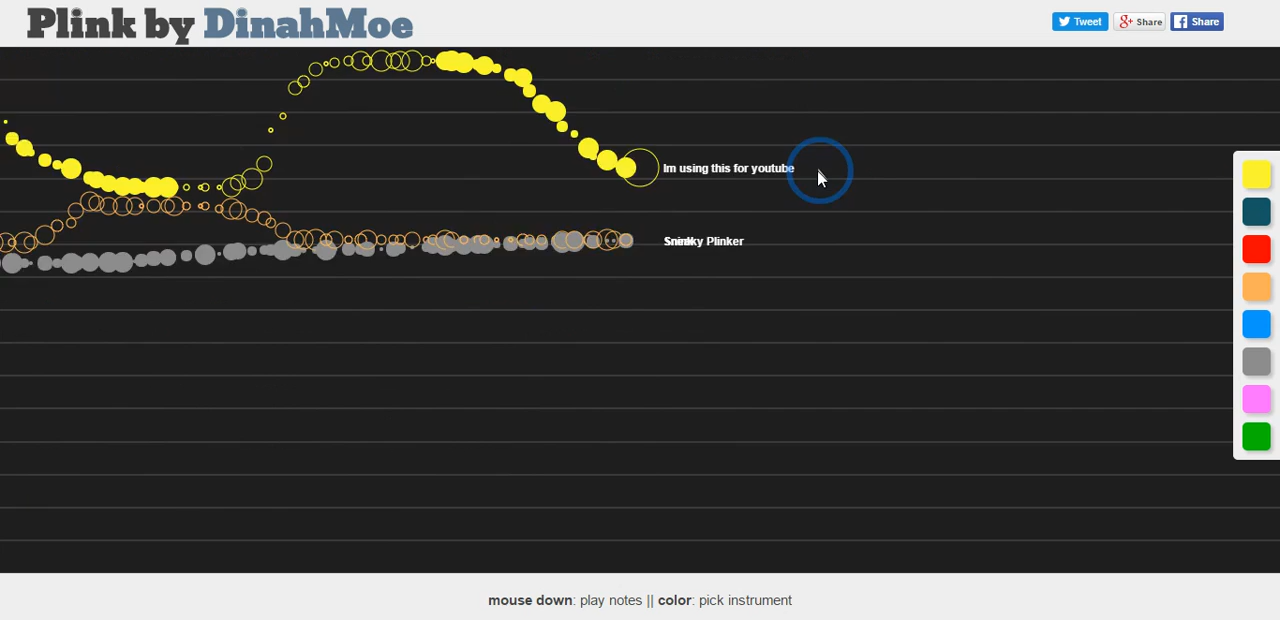 Plink by DinahMoe
Tweet
Share
Share
Im using this for youtube
Plinker
mouse down: play notes || color: pick instrument